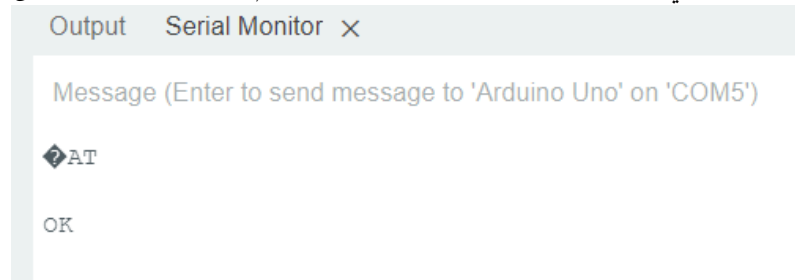 Output Serial Monitor ×
Message (Enter to send message to 'Arduino Uno' on 'COM5')
�AT
OK